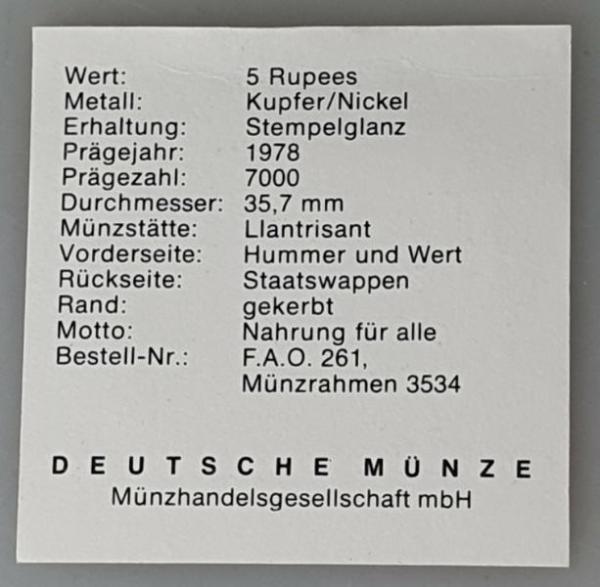 Wert: 5 Rupees
Metall: Kupfer/Nickel
Erhaltung: Stempelglanz
Prägejahr: 1978
Prägezahl: 7000
Durchmesser: 35,7 mm
Münzstätte: Llantrisant
Vorderseite: Hummer und Wert
Rückseite: Staatswappen
Rand: gekerbt
Motto: Nahrung für alle
Bestell-Nr.: F.A.O. 261,
Münzrahmen 3534
DEUTSCHE MÜNZE
Münzhandelsgesellschaft mbH